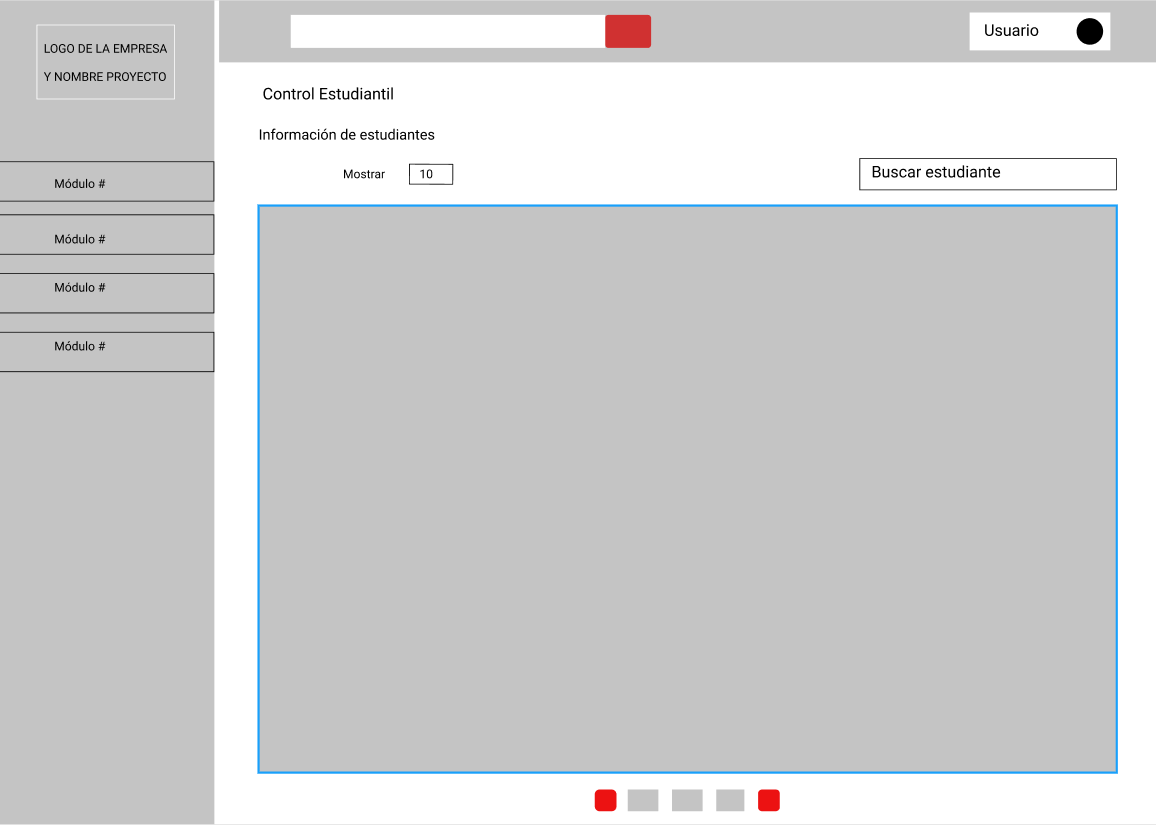 LOGO DE LA EMPRESA
Y NOMBRE PROYECTO
Usuario
Control Estudiantil
Información de estudiantes
Mostrar
10
Buscar estudiante
Módulo #
Módulo #
Módulo #
Módulo #